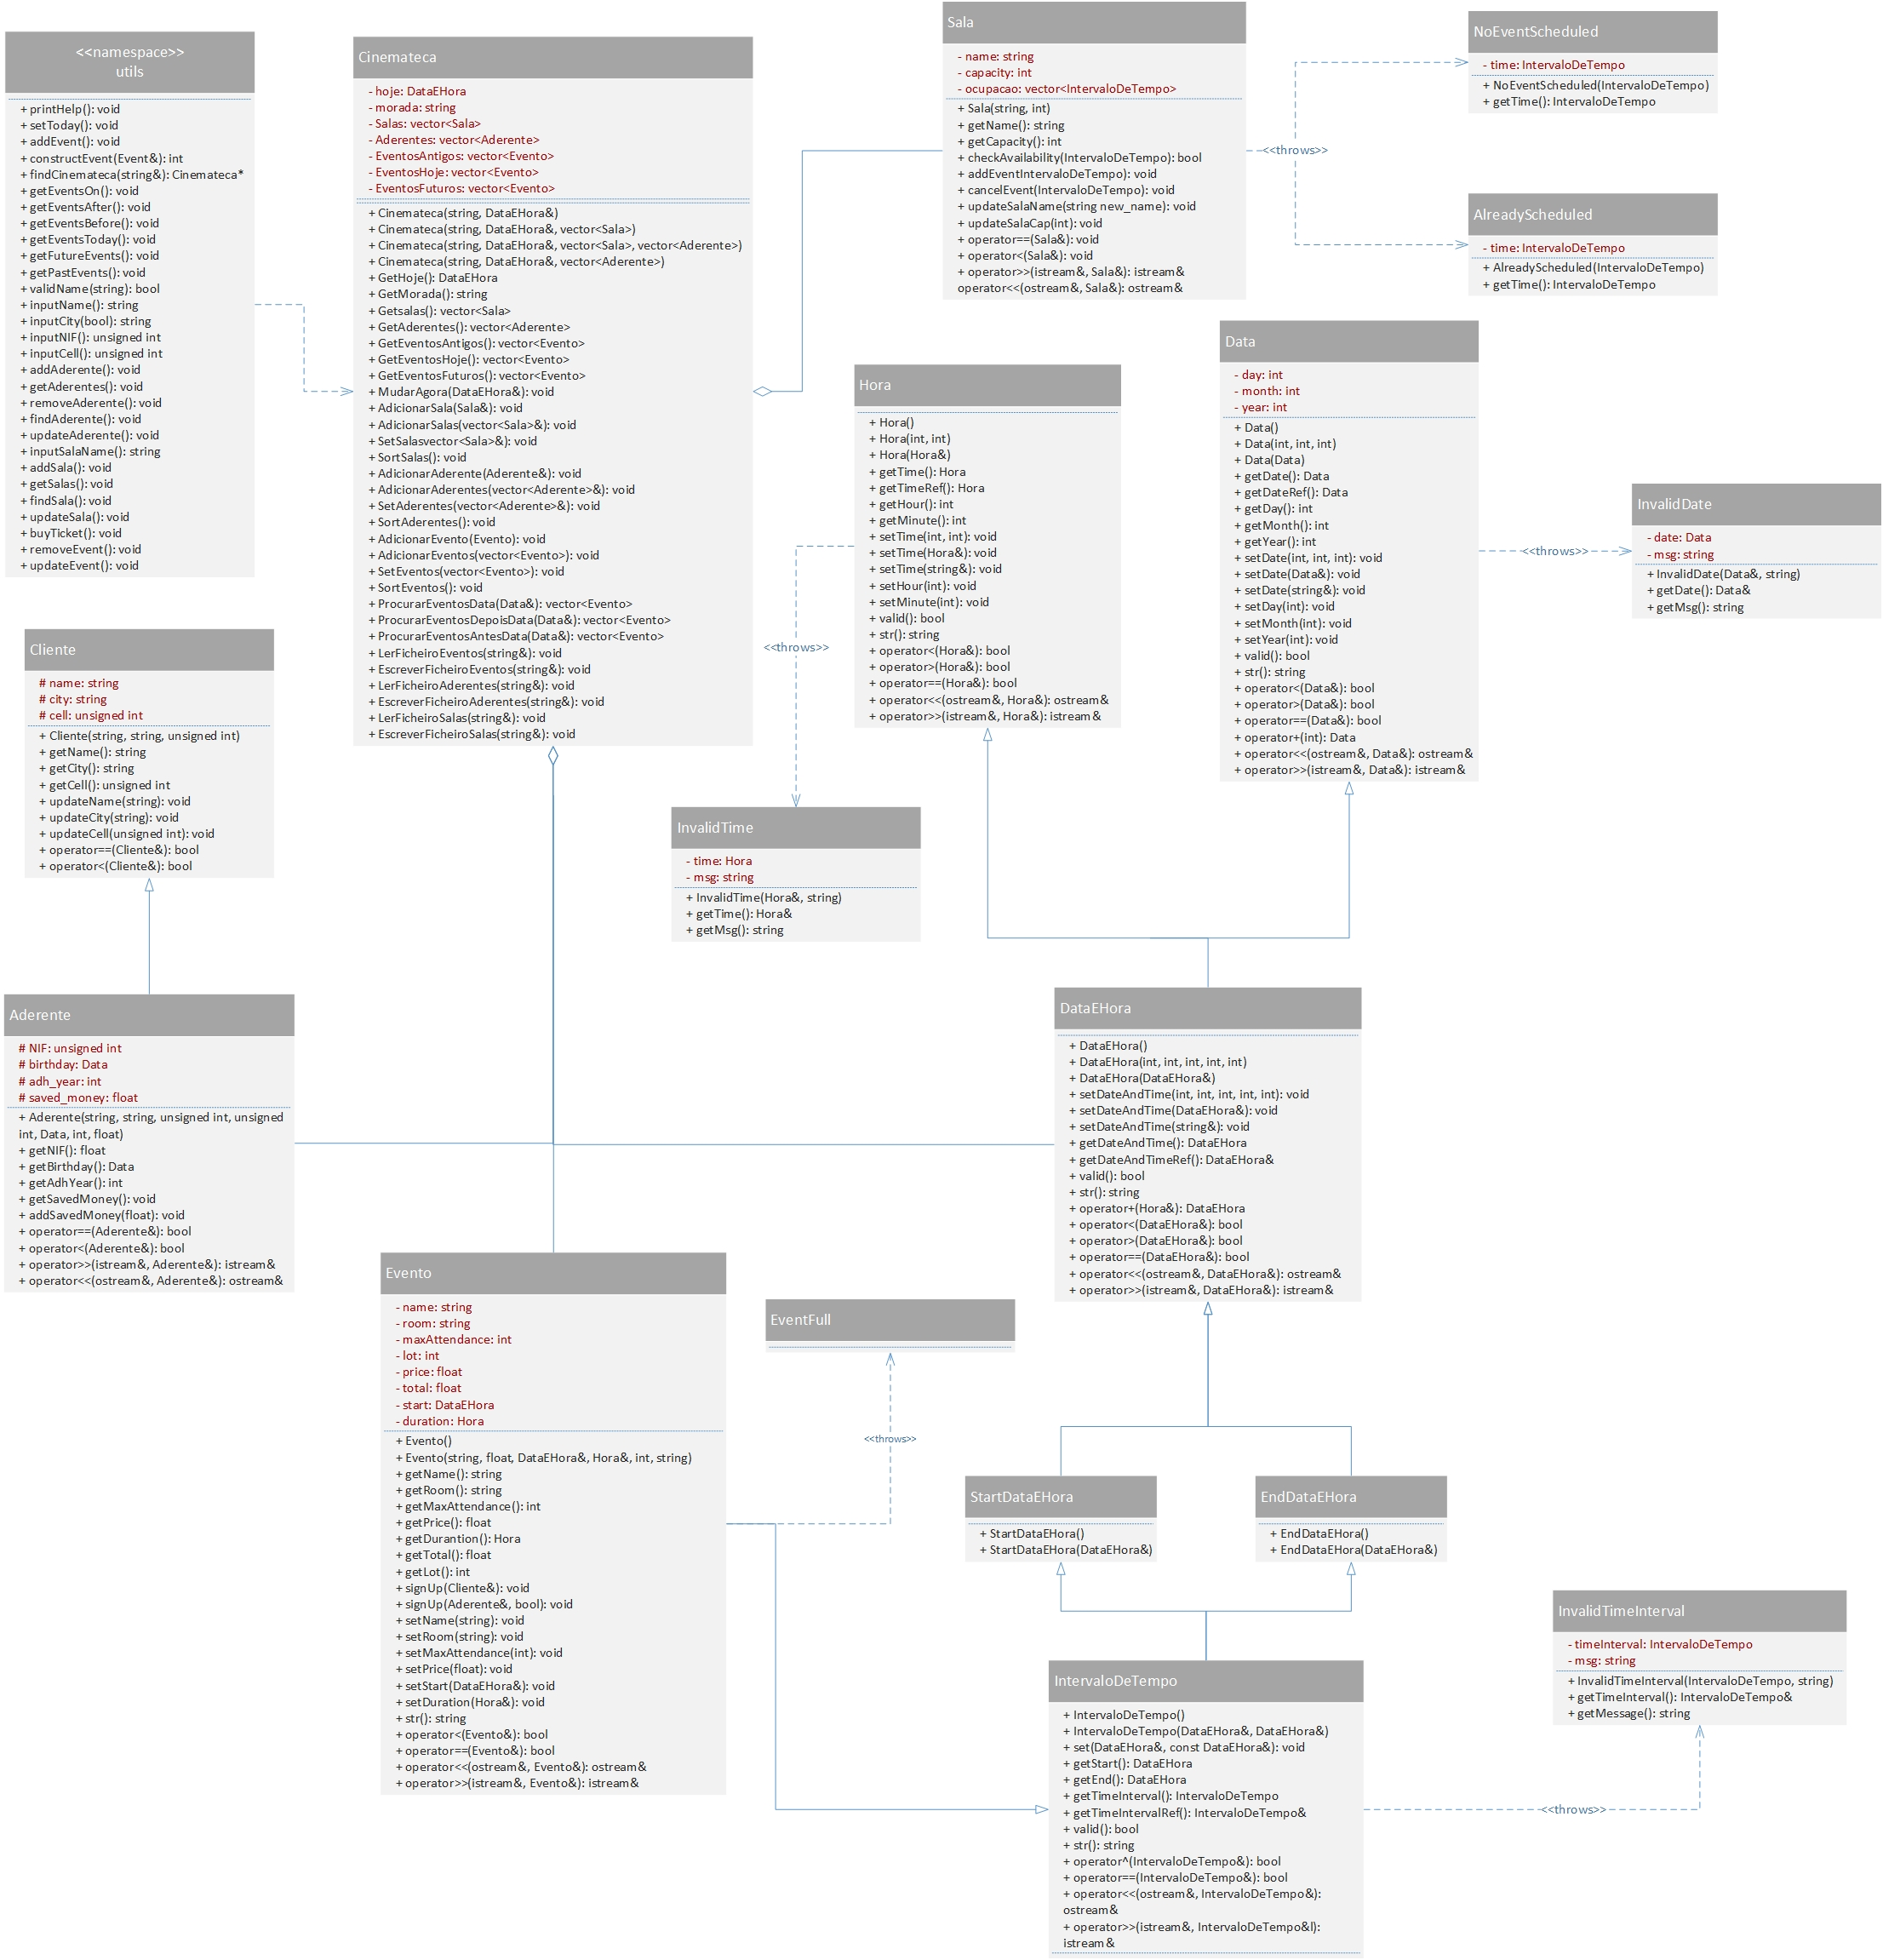 <<namespace>>
utils
+ printHelp(): void
+ setToday(): void
+ addEvent(): void
+ constructEvent(Event&): int
+ findCinemateca(string&): Cinemateca*
+ getEventsOn(): void
+ getEventsAfter(): void
+ getEventsBefore(): void
+ getEventsToday(): void
+ getFutureEvents(): void
+ getPastEvents(): void
+ validName(string): bool
+ inputName(): string
+ inputCity(bool): string
+ inputNIF(): unsigned int
+ inputCell(): unsigned int
+ addAderente(): void
+ getAderentes(): void
+ removeAderente(): void
+ findAderente(): void
+ updateAderente(): void
+ inputSalaName(): string
+ addSala(): void
+ getSalas(): void
+ findSala(): void
+ updateSala(): void
+ buyTicket(): void
+ removeEvent(): void
+ updateEvent(): void
Cinemateca
- hoje: DataEHora
- morada: string
- Salas: vector<Sala>
- Aderentes: vector<Aderente>
- EventosAntigos: vector<Evento>
- EventosHoje: vector<Evento>
- EventosFuturos: vector<Evento>
+ Cinemateca(string, DataEHora&)
+ Cinemateca(string, DataEHora&, vector<Sala>)
+ Cinemateca(string, DataEHora&, vector<Sala>, vector<Aderente>)
+ Cinemateca(string, DataEHora&, vector<Aderente>)
+ GetHoje(): DataEHora
+ GetMorada(): string
+ Getsalas(): vector<Sala>
+ GetAderentes(): vector<Aderente>
+ GetEventosAntigos(): vector<Evento>
+ GetEventosHoje(): vector<Evento>
+ GetEventosFuturos(): vector<Evento>
+ MudarAgora(DataEHora&): void
+ AdicionarSala(Sala&): void
+ AdicionarSalas(vector<Sala>&): void
+ SetSalasvector<Sala>&): void
+ SortSalas(): void
+ AdicionarAderente(Aderente&): void
+ AdicionarAderentes(vector<Aderente>&): void
+ SetAderentes(vector<Aderente>&): void
+ SortAderentes(): void
+ AdicionarEvento(Evento): void
+ AdicionarEventos(vector<Evento>): void
+ SetEventos(vector<Evento>): void
+ SortEventos(): void
+ ProcurarEventosData(Data&): vector<Evento>
+ ProcurarEventosDepoisData(Data&): vector<Evento>
+ ProcurarEventosAntesData(Data&): vector<Evento>
+ LerFicheiroEventos(string&): void
+ EscreverFicheiroEventos(string&): void
+ LerFicheiroAderentes(string&): void
+ EscreverFicheiroAderentes(string&): void
+ LerFicheiroSalas(string&): void
+ EscreverFicheiroSalas(string&): void
Sala
- name: string
- capacity: int
- ocupacao: vector<IntervaloDeTempo>
+ Sala(string, int)
+ getName(): string
+ getCapacity(): int
+ checkAvailability(IntervaloDeTempo): bool
+ addEventIntervaloDeTempo): void
+ cancelEvent(IntervaloDeTempo): void
+ updateSalaName(string new_name): void
+ updateSalaCap(int): void
+ operator==(Sala&): void
+ operator<(Sala&): void
+ operator>>(istream&, Sala&): istream&
operator<<(ostream&, Sala&): ostream&
<<throws>>
NoEventScheduled
- time: IntervaloDeTempo
+ NoEventScheduled(IntervaloDeTempo)
+ getTime(): IntervaloDeTempo
AlreadyScheduled
- time: IntervaloDeTempo
+ AlreadyScheduled(IntervaloDeTempo)
+ getTime(): IntervaloDeTempo
Hora
+ Hora()
+ Hora(int, int)
+ Hora(Hora&)
+ getTime(): Hora
+ getTimeRef(): Hora
+ getHour(): int
+ getMinute(): int
+ setTime(int, int): void
+ setTime(Hora&): void
+ setTime(string&): void
+ setHour(int): void
+ setMinute(int): void
+ valid(): bool
+ str(): string
+ operator<(Hora&): bool
+ operator>(Hora&): bool
+ operator==(Hora&): bool
+ operator<<(ostream&, Hora&): ostream&
+ operator>>(istream&, Hora&): istream&
Data
- day: int
- month: int
- year: int
+ Data()
+ Data(int, int, int)
+ Data(Data)
+ getDate(): Data
+ getDateRef(): Data
+ getDay(): int
+ getMonth(): int
+ getYear(): int
+ setDate(int, int, int): void
+ setDate(Data&): void
+ setDate(string&): void
+ setDay(int): void
+ setMonth(int): void
+ setYear(int): void
+ valid(): bool
+ str(): string
+ operator<(Data&): bool
+ operator>(Data&): bool
+ operator==(Data&): bool
+ operator+(int): Data
+ operator<<(ostream&, Data&): ostream&
+ operator>>(istream&, Data&): istream&
<<throws>>
InvalidDate
- date: Data
- msg: string
+ InvalidDate(Data&, string)
+ getDate(): Data&
+ getMsg(): string
<<throws>>
Cliente
# name: string
# city: string
# cell: unsigned int
+ Cliente(string, string, unsigned int)
+ getName(): string
+ getCity(): string
+ getCell(): unsigned int
+ updateName(string): void
+ updateCity(string): void
+ updateCell(unsigned int): void
+ operator==(Cliente&): bool
+ operator<(Cliente&): bool
InvalidTime
- time: Hora
- msg: string
+ InvalidTime(Hora&, string)
+ getTime(): Hora&
+ getMsg(): string
Aderente
# NIF: unsigned int
# birthday: Data
# adh_year: int
# saved_money: float
+ Aderente(string, string, unsigned int, unsigned
int, Data, int, float)
+ getNIF(): float
+ getBirthday(): Data
+ getAdhYear(): int
+ getSavedMoney(): void
+ addSavedMoney(float): void
+ operator==(Aderente&): bool
+ operator<(Aderente&): bool
+ operator>>(istream&, Aderente&): istream&
+ operator<<(ostream&, Aderente&): ostream&
DataEHora
+ DataEHora()
+ DataEHora(int, int, int, int, int)
+ DataEHora(DataEHora&)
+ setDateAndTime(int, int, int, int, int): void
+ setDateAndTime(DataEHora&): void
+ setDateAndTime(string&): void
+ getDateAndTime(): DataEHora
+ getDateAndTimeRef(): DataEHora&
+ valid(): bool
+ str(): string
+ operator+(Hora&): DataEHora
+ operator<(DataEHora&): bool
+ operator>(DataEHora&): bool
+ operator==(DataEHora&): bool
+ operator<<(ostream&, DataEHora&): ostream&
+ operator>>(istream&, DataEHora&): istream&
Evento
- name: string
- room: string
- maxAttendance: int
- lot: int
- price: float
- total: float
- start: DataEHora
- duration: Hora
+ Evento()
+ Evento(string, float, DataEHora&, Hora&, int, string)
+ getName(): string
+ getRoom(): string
+ getMaxAttendance(): int
+ getPrice(): float
+ getDurantion(): Hora
+ getTotal(): float
+ getLot(): int
+ signUp(Cliente&): void
+ signUp(Aderente&, bool): void
+ setName(string): void
+ setRoom(string): void
+ setMaxAttendance(int): void
+ setPrice(float): void
+ setStart(DataEHora&): void
+ setDuration(Hora&): void
+ str(): string
+ operator<(Evento&): bool
+ operator==(Evento&): bool
+ operator<<(ostream&, Evento&): ostream&
+ operator>>(istream&, Evento&): istream&
EventFull
<<throws>>
StartDataEHora
+ StartDataEHora()
+ StartDataEHora(DataEHora&)
EndDataEHora
+ EndDataEHora()
+ EndDataEHora(DataEHora&)
IntervaloDeTempo
+ IntervaloDeTempo()
+ IntervaloDeTempo(DataEHora&, DataEHora&)
+ set(DataEHora&, const DataEHora&): void
+ getStart(): DataEHora
+ getEnd(): DataEHora
+ getTimeInterval(): IntervaloDeTempo
+ getTimeIntervalRef(): IntervaloDeTempo&
+ valid(): bool
+ str(): string
+ operator^(IntervaloDeTempo&): bool
+ operator==(IntervaloDeTempo&): bool
+ operator<<(ostream&, IntervaloDeTempo&):
ostream&
+ operator>>(istream&, IntervaloDeTempo&l):
istream&
<<throws>>
InvalidTimeInterval
- timeInterval: IntervaloDeTempo
- msg: string
+ InvalidTimeInterval(IntervaloDeTempo, string)
+ getTimeInterval(): IntervaloDeTempo&
+ getMessage(): string